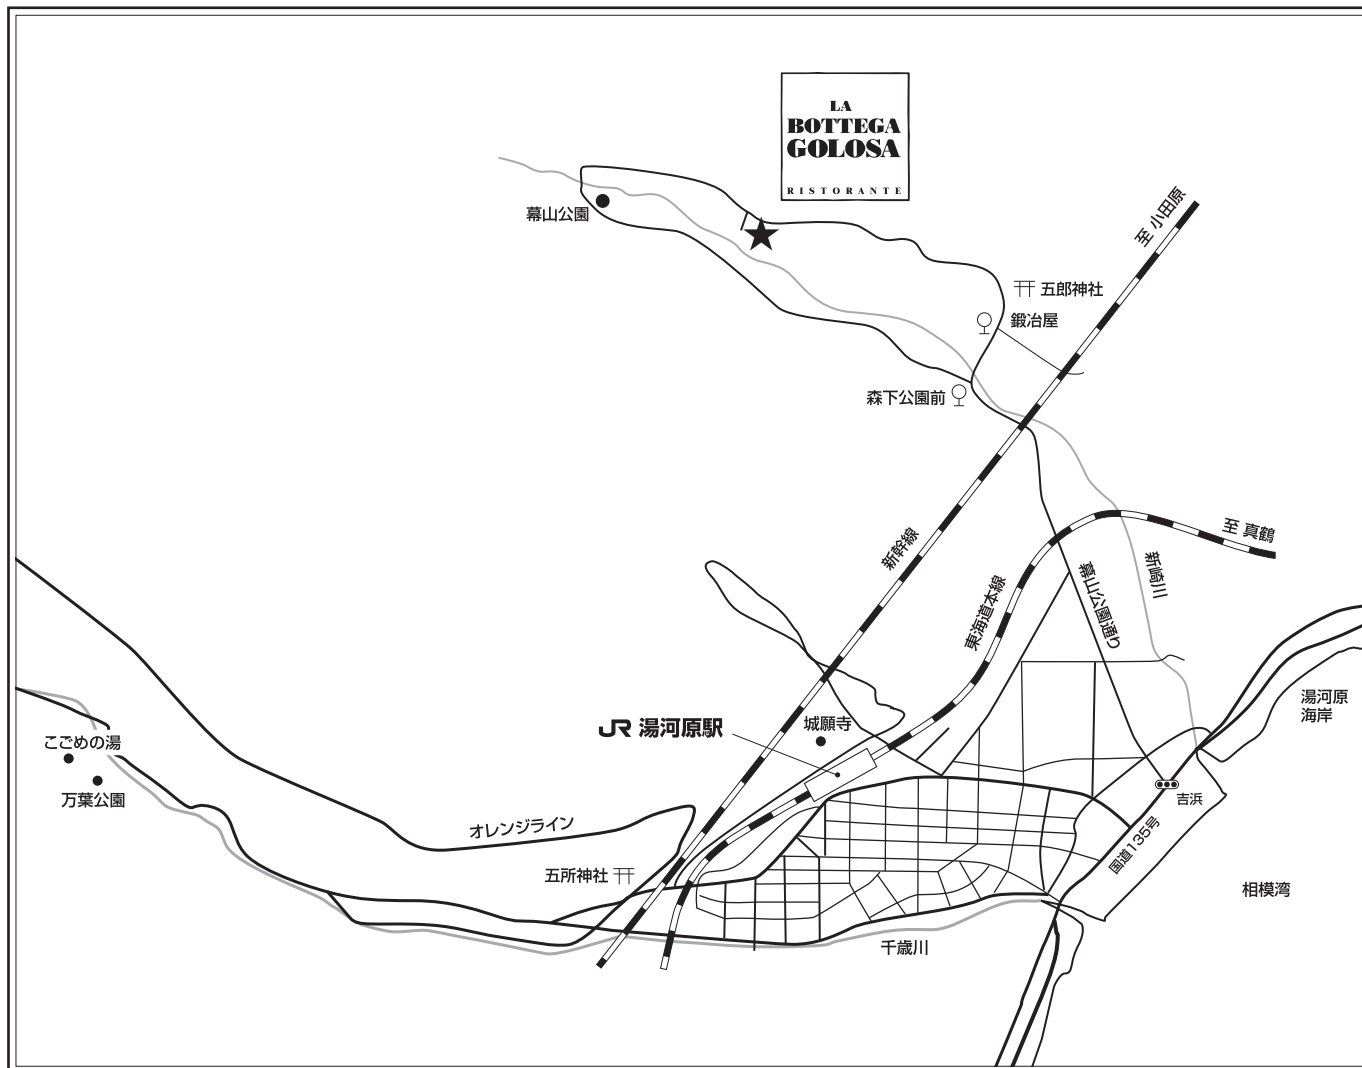 LA
BOTTEGA
GOLOSA
RISTORANTE
至 小田原
幕山公園
五郎神社
鍛冶屋
森下公園前
新幹線
至 真鶴
東海道本線
幕山公園通り
新崎川
湯河原
海岸
JR 湯河原駅
城願寺
こごめの湯
万葉公園
吉浜
オレンジライン
国道135号
五所神社
相模湾
千歳川